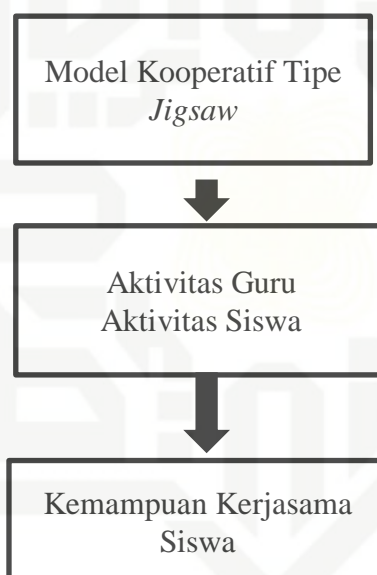 Model Kooperatif Tipe
Jigsaw
Aktivitas Guru
Aktivitas Siswa
Kemampuan Kerjasama
Siswa